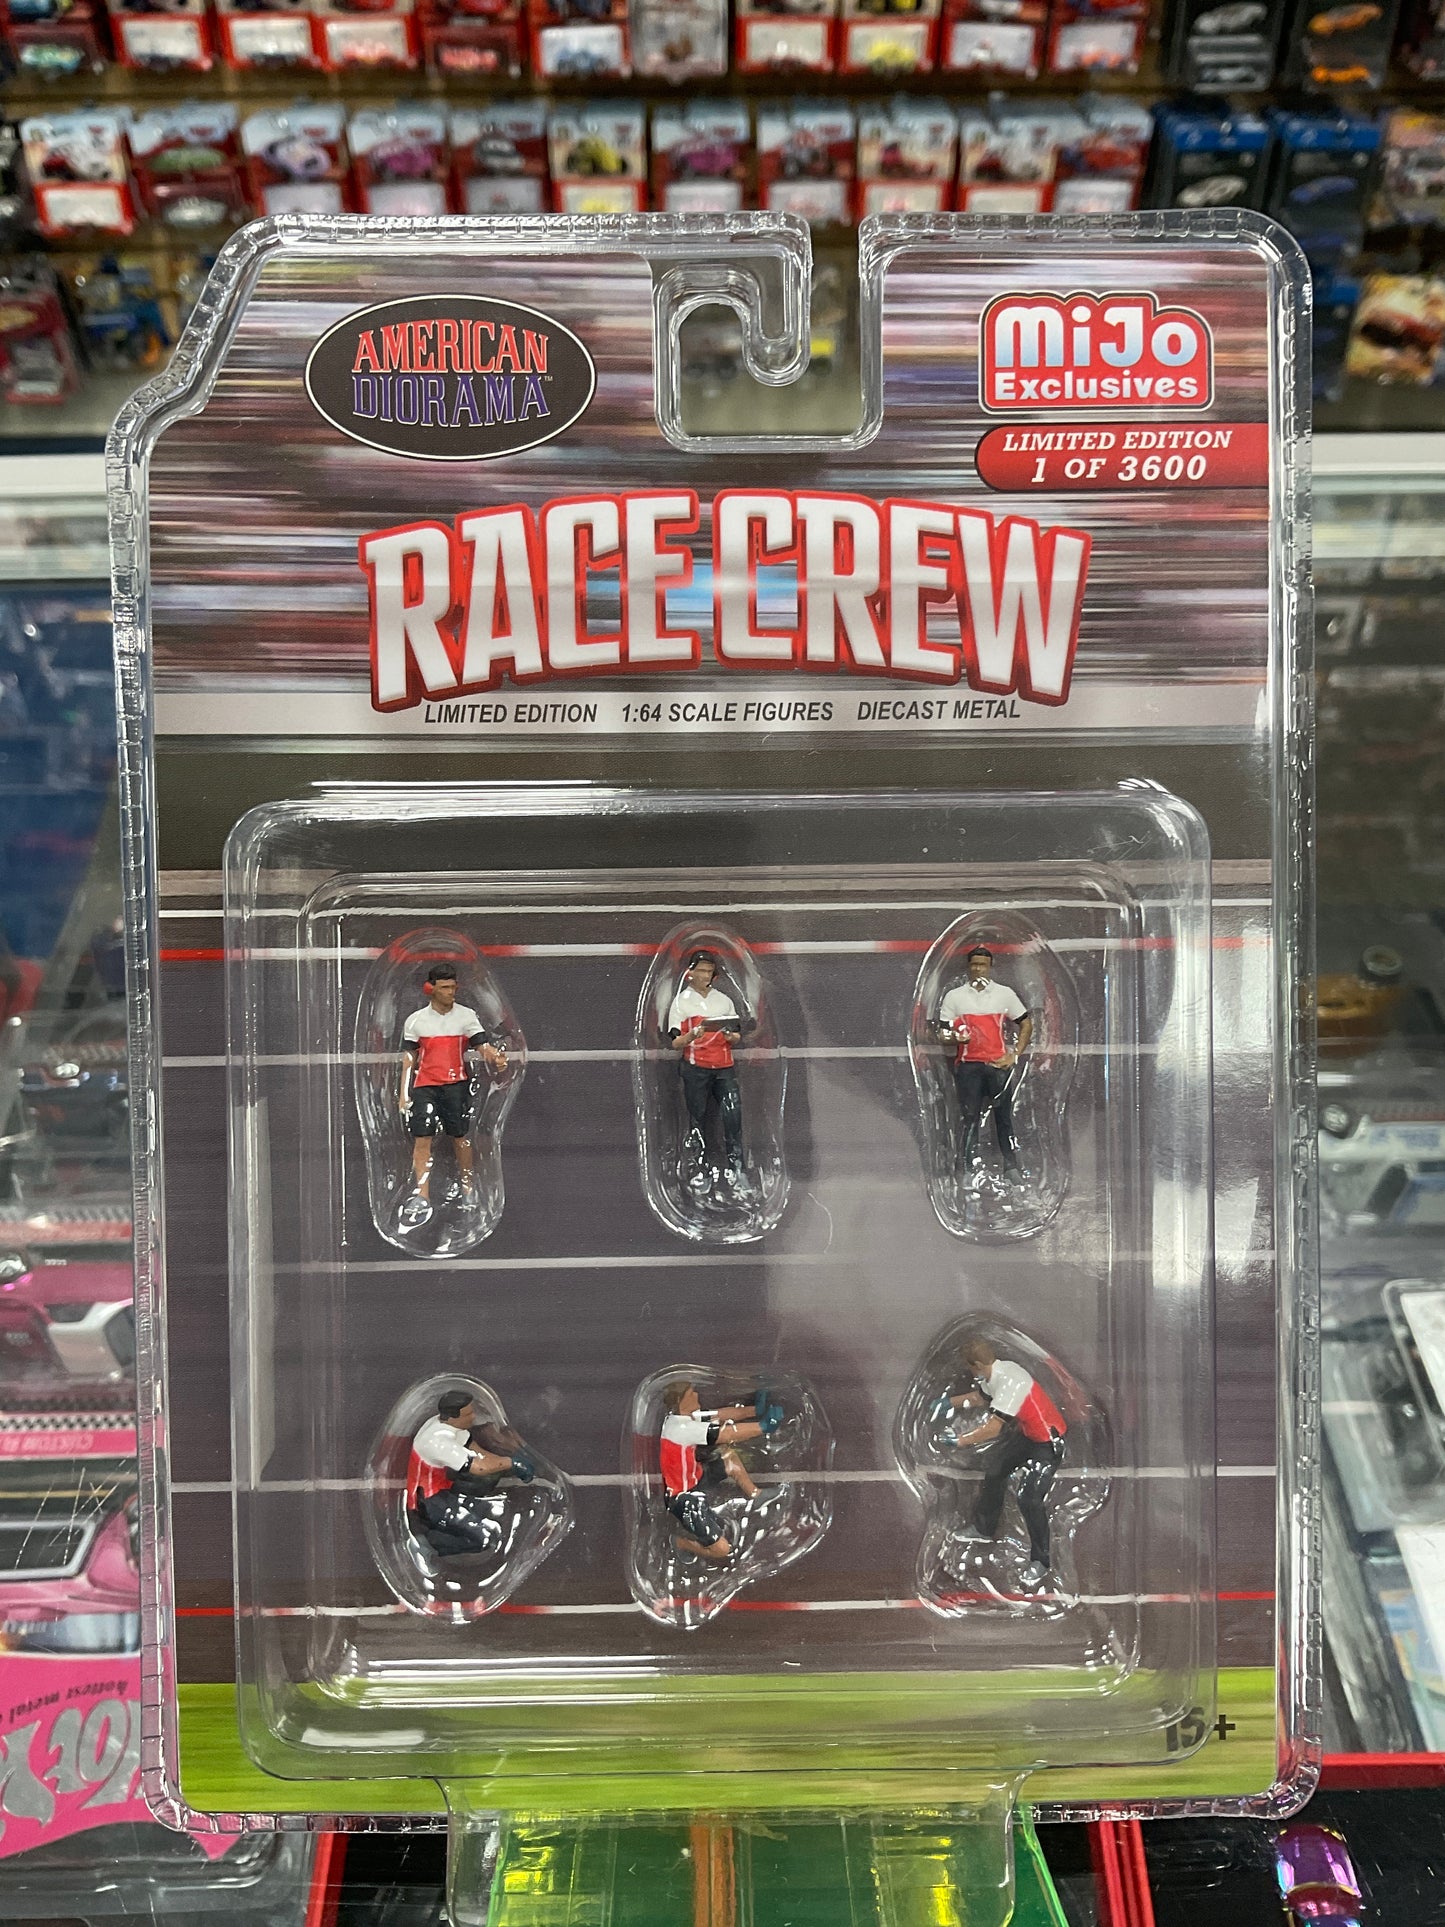 AMERICAN
DIORAMA™
MiJo
Exclusives
LIMITED EDITION
1 OF 3600
RACE CREW
LIMITED EDITION 1:64 SCALE FIGURES DIECAST METAL
15+